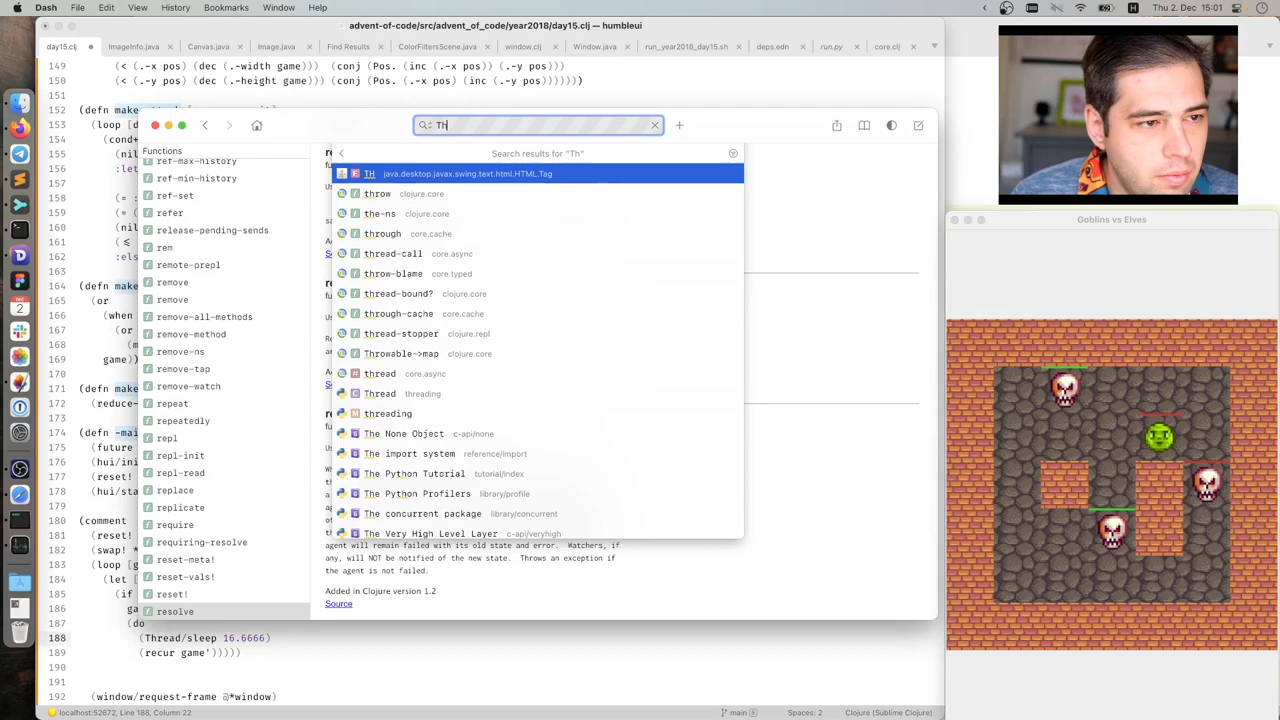 Window File Edit View History Bookmarks Window Help
H Thu 2. Dec 15:01
advent-of-code/src/advent_of_code/year2018/day15.clj — humbleui
day15.clj ImageInfo.java Canvas.java Image.java Find Results ColorFiltersScene.java window.clj Window.java run_year2018_day15.sh deps.edn run.py core.clj
149 (< (.-x pos) (dec (.-width game))) (conj (Pos. (inc (.-x pos)) (.-y pos)))
150 (< (.-y pos) (dec (.-height game))) (conj (Pos. (.-x pos) (inc (.-y pos)))))))
151
152 (defn make-
153 (loop [d
154 (cond+
155 (nil
156 :let
157
158 (= :
159 (nil
160 :let
161
162 (≤
163 :els
163
164 (defn make-
165 (or
166 (when
167 (or
168
169 game))
170
171 (defn make
172 (reduce-
173
174 (defn -mai
175 (future
176 (hui/ini
177 (reset!
178 (hui/sta
179
180 (comment
181 (reset!
182 (swap! *
183 (loop [g
184 (let [
185 (if
186 ga
187 (do
188 (Thread/sleep 16.6666)
189 (recur game')))))
190
191
192 (window/request-frame @*window)
Th
Functions
ref-max-history
ref-min-history
ref-set
refer
release-pending-sends
rem
remote-prepl
remove
remove
remove-all-methods
remove-method
remove-ns
remove-tap
remove-watch
repeat
repeatedly
repl
repl-init
repl-read
replace
replicate
require
requiring-resolve
reset-meta!
reset-vals!
reset!
resolve
Search results for "Th"
TH java.desktop.javax.swing.text.html.HTML.Tag
throw clojure.core
the-ns clojure.core
through core.cache
thread-call core.async
throw-blame core.typed
thread-bound? clojure.core
through-cache core.cache
thread-stopper clojure.repl
Throwable->map clojure.core
thread core.async
Thread threading
threading
The None Object c-api/none
The import system reference/import
The Python Tutorial tutorial/index
The Python Profilers library/profile
The concurrent package library/concurrent
The Very High Level Layer c-api/veryhigh
agent will remain failed with its old state and error. Watchers, if
any, will NOT be notified of the new state. Throws an exception if
the agent is not failed.
Added in Clojure version 1.2
Source
Goblins vs Elves
DEC
2
localhost:52672, Line 188, Column 22
main 8
Spaces: 2
Clojure (Sublime Clojure)